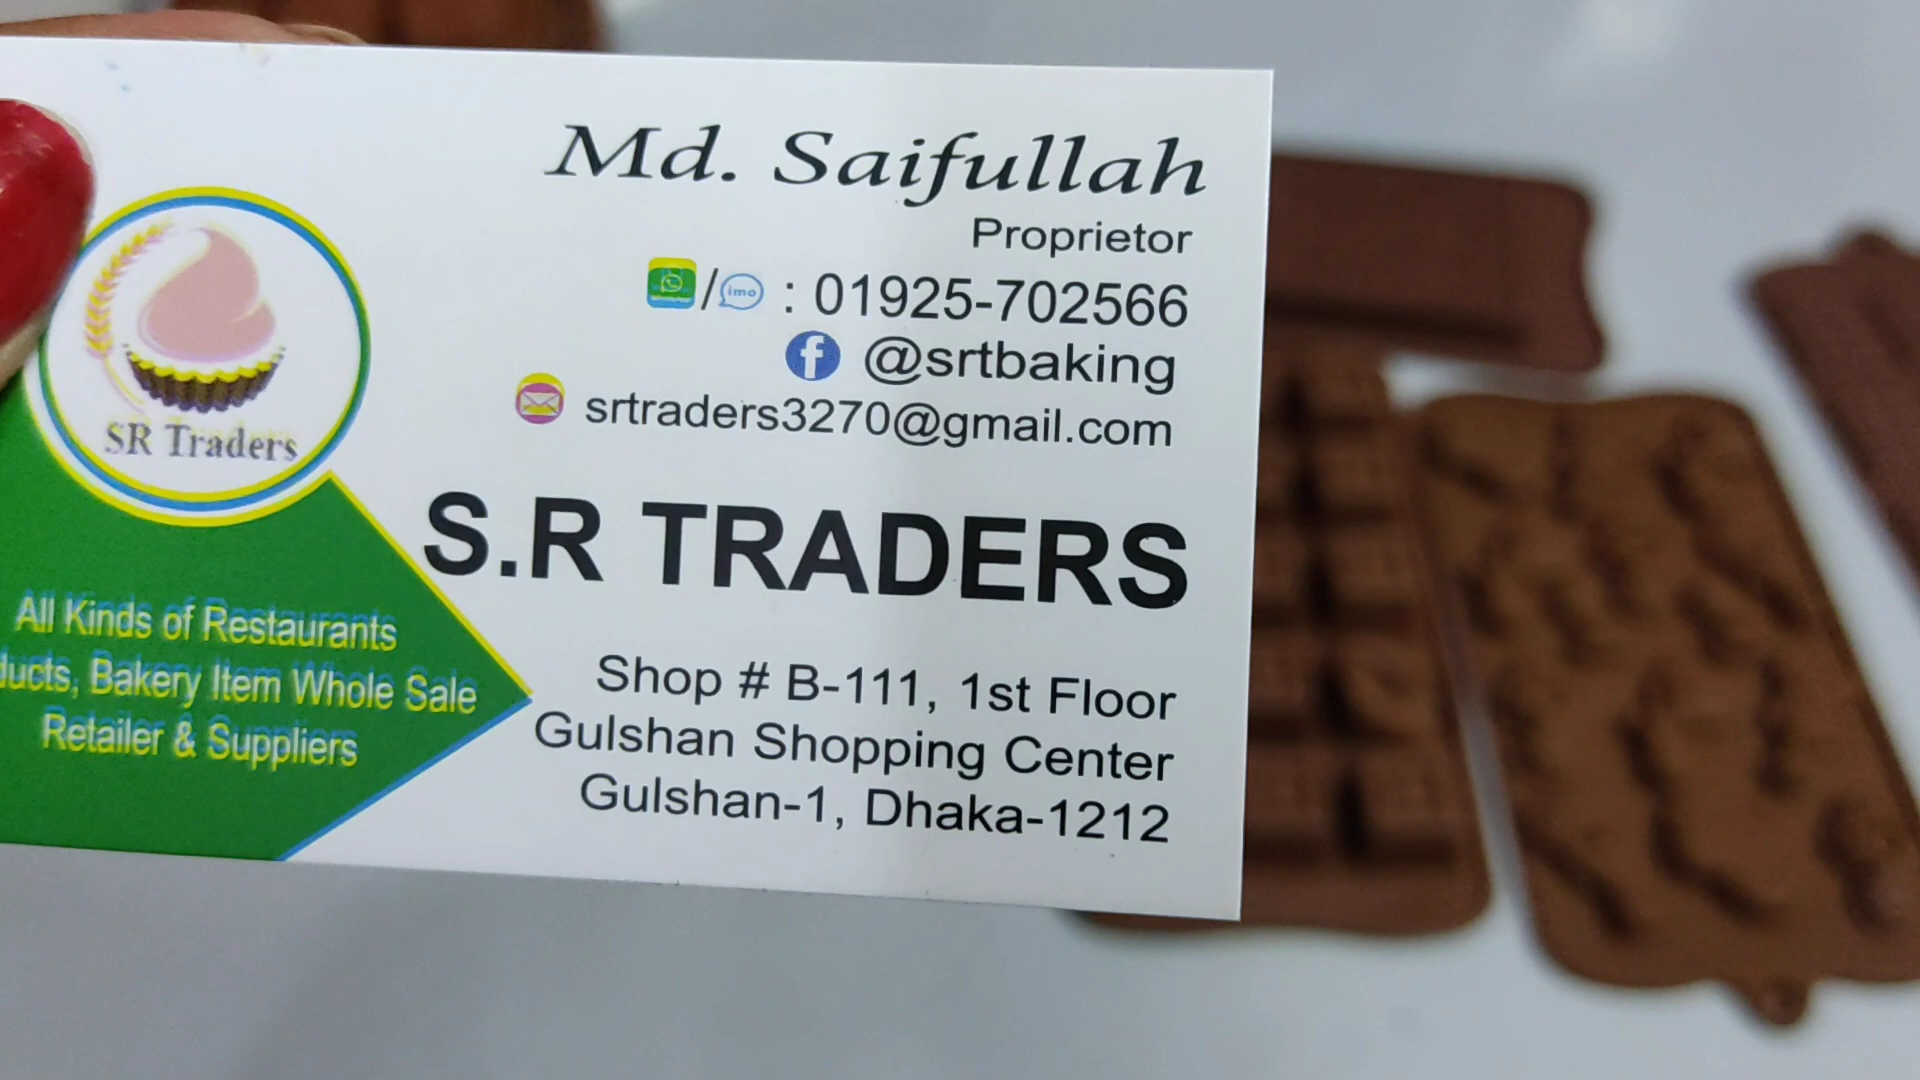 Md. Saifullah
Proprietor
imo : 01925-702566
@srtbaking
srtraders3270@gmail.com
SR Traders
S.R TRADERS
All Kinds of Restaurants
Bakery Item Whole Sale
Retailer & Suppliers
Shop # B-111, 1st Floor
Gulshan Shopping Center
Gulshan-1, Dhaka-1212